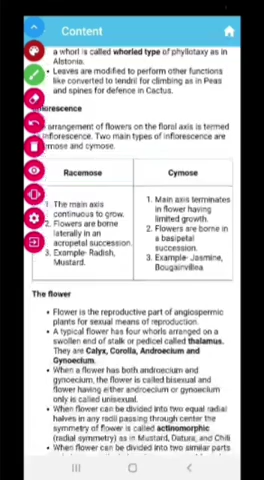 Content
a whorl is called whorled type of phyllotaxy as in
Alstonia.
• Leaves are modified to perform other functions
like converted to tendril for climbing as in Peas
and spines for defence in Cactus.
florescence
arrangement of flowers on the floral axis is termed
inflorescence. Two main types of inflorescence are
cemose and cymose.
Racemose
Cymose
1. The main axis
continuous to grow.
2. Flowers are borne
laterally in an
acropetal succession.
3. Example- Radish,
Mustard.
1. Main axis terminates
in flower having
limited growth.
2. Flowers are borne in
a basipetal
succession.
3. Example- Jasmine,
Bougainvillea
The flower
• Flower is the reproductive part of angiospermic
plants for sexual means of reproduction.
• A typical flower has four whorls arranged on a
swollen end of stalk or pedicel called thalamus.
They are Calyx, Corolla, Androecium and
Gynoecium.
• When a flower has both androecium and
gynoecium, the flower is called bisexual and
flower having either androecium or gynoecium
only is called unisexual.
• When flower can be divided into two equal radial
halves in any radii passing through center the
symmetry of flower is called actinomorphic
(radial symmetry) as in Mustard, Datura, and Chili
• When flower can be divided into two similar parts